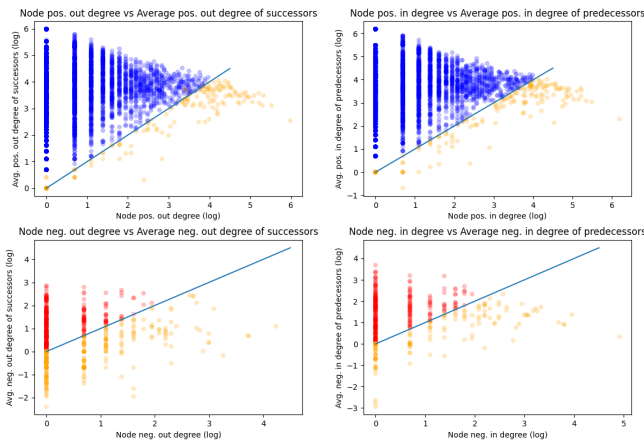 Node pos. out degree vs Average pos. out degree of successors
Avg. pos. out degree of successors (log)
6
5
4
3
2
1
0
0 1 2 3 4 5 6
Node pos. out degree (log)
Node pos. in degree vs Average pos. in degree of predecessors
Avg. pos. in degree of predecessors (log)
6
5
4
3
2
1
0
−1
0 1 2 3 4 5 6
Node pos. in degree (log)
Node neg. out degree vs Average neg. out degree of successors
Avg. neg. out degree of successors (log)
4
3
2
1
0
−1
−2
0 1 2 3 4
Node neg. out degree (log)
Node neg. in degree vs Average neg. in degree of predecessors
Avg. neg. in degree of predecessors (log)
4
3
2
1
0
−1
−2
−3
0 1 2 3 4 5
Node neg. in degree (log)